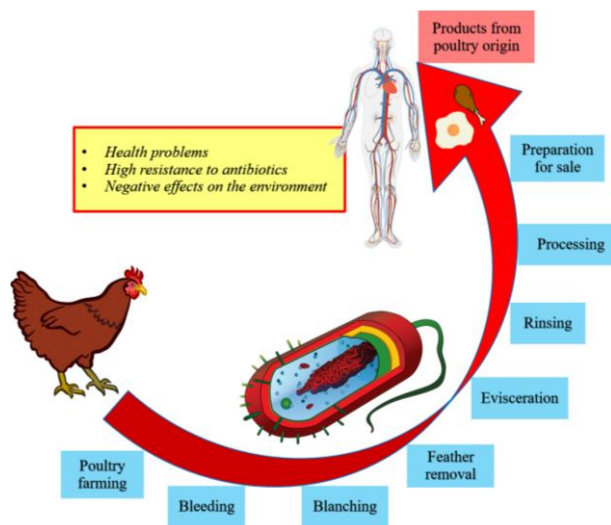 Products from
poultry origin
• Health problems
• High resistance to antibiotics
• Negative effects on the environment
Preparation
for sale
Processing
Rinsing
Evisceration
Feather
removal
Poultry
farming
Bleeding
Blanching